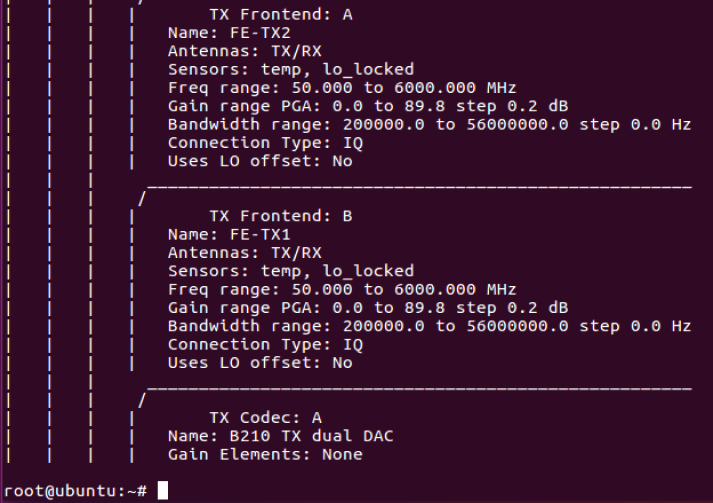 |   |   |   |       TX Frontend: A
|   |   |   |   Name: FE-TX2
|   |   |   |   Antennas: TX/RX
|   |   |   |   Sensors: temp, lo_locked
|   |   |   |   Freq range: 50.000 to 6000.000 MHz
|   |   |   |   Gain range PGA: 0.0 to 89.8 step 0.2 dB
|   |   |   |   Bandwidth range: 200000.0 to 56000000.0 step 0.0 Hz
|   |   |   |   Connection Type: IQ
|   |   |   |   Uses LO offset: No
|   |   |     _____________________________________________________
|   |   |    /
|   |   |   |       TX Frontend: B
|   |   |   |   Name: FE-TX1
|   |   |   |   Antennas: TX/RX
|   |   |   |   Sensors: temp, lo_locked
|   |   |   |   Freq range: 50.000 to 6000.000 MHz
|   |   |   |   Gain range PGA: 0.0 to 89.8 step 0.2 dB
|   |   |   |   Bandwidth range: 200000.0 to 56000000.0 step 0.0 Hz
|   |   |   |   Connection Type: IQ
|   |   |   |   Uses LO offset: No
|   |   |     _____________________________________________________
|   |   |    /
|   |   |   |       TX Codec: A
|   |   |   |   Name: B210 TX dual DAC
|   |   |   |   Gain Elements: None
root@ubuntu:~#